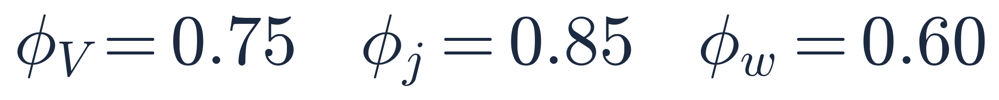 ϕ_V = 0.75 ϕ_j = 0.85 ϕ_w = 0.60